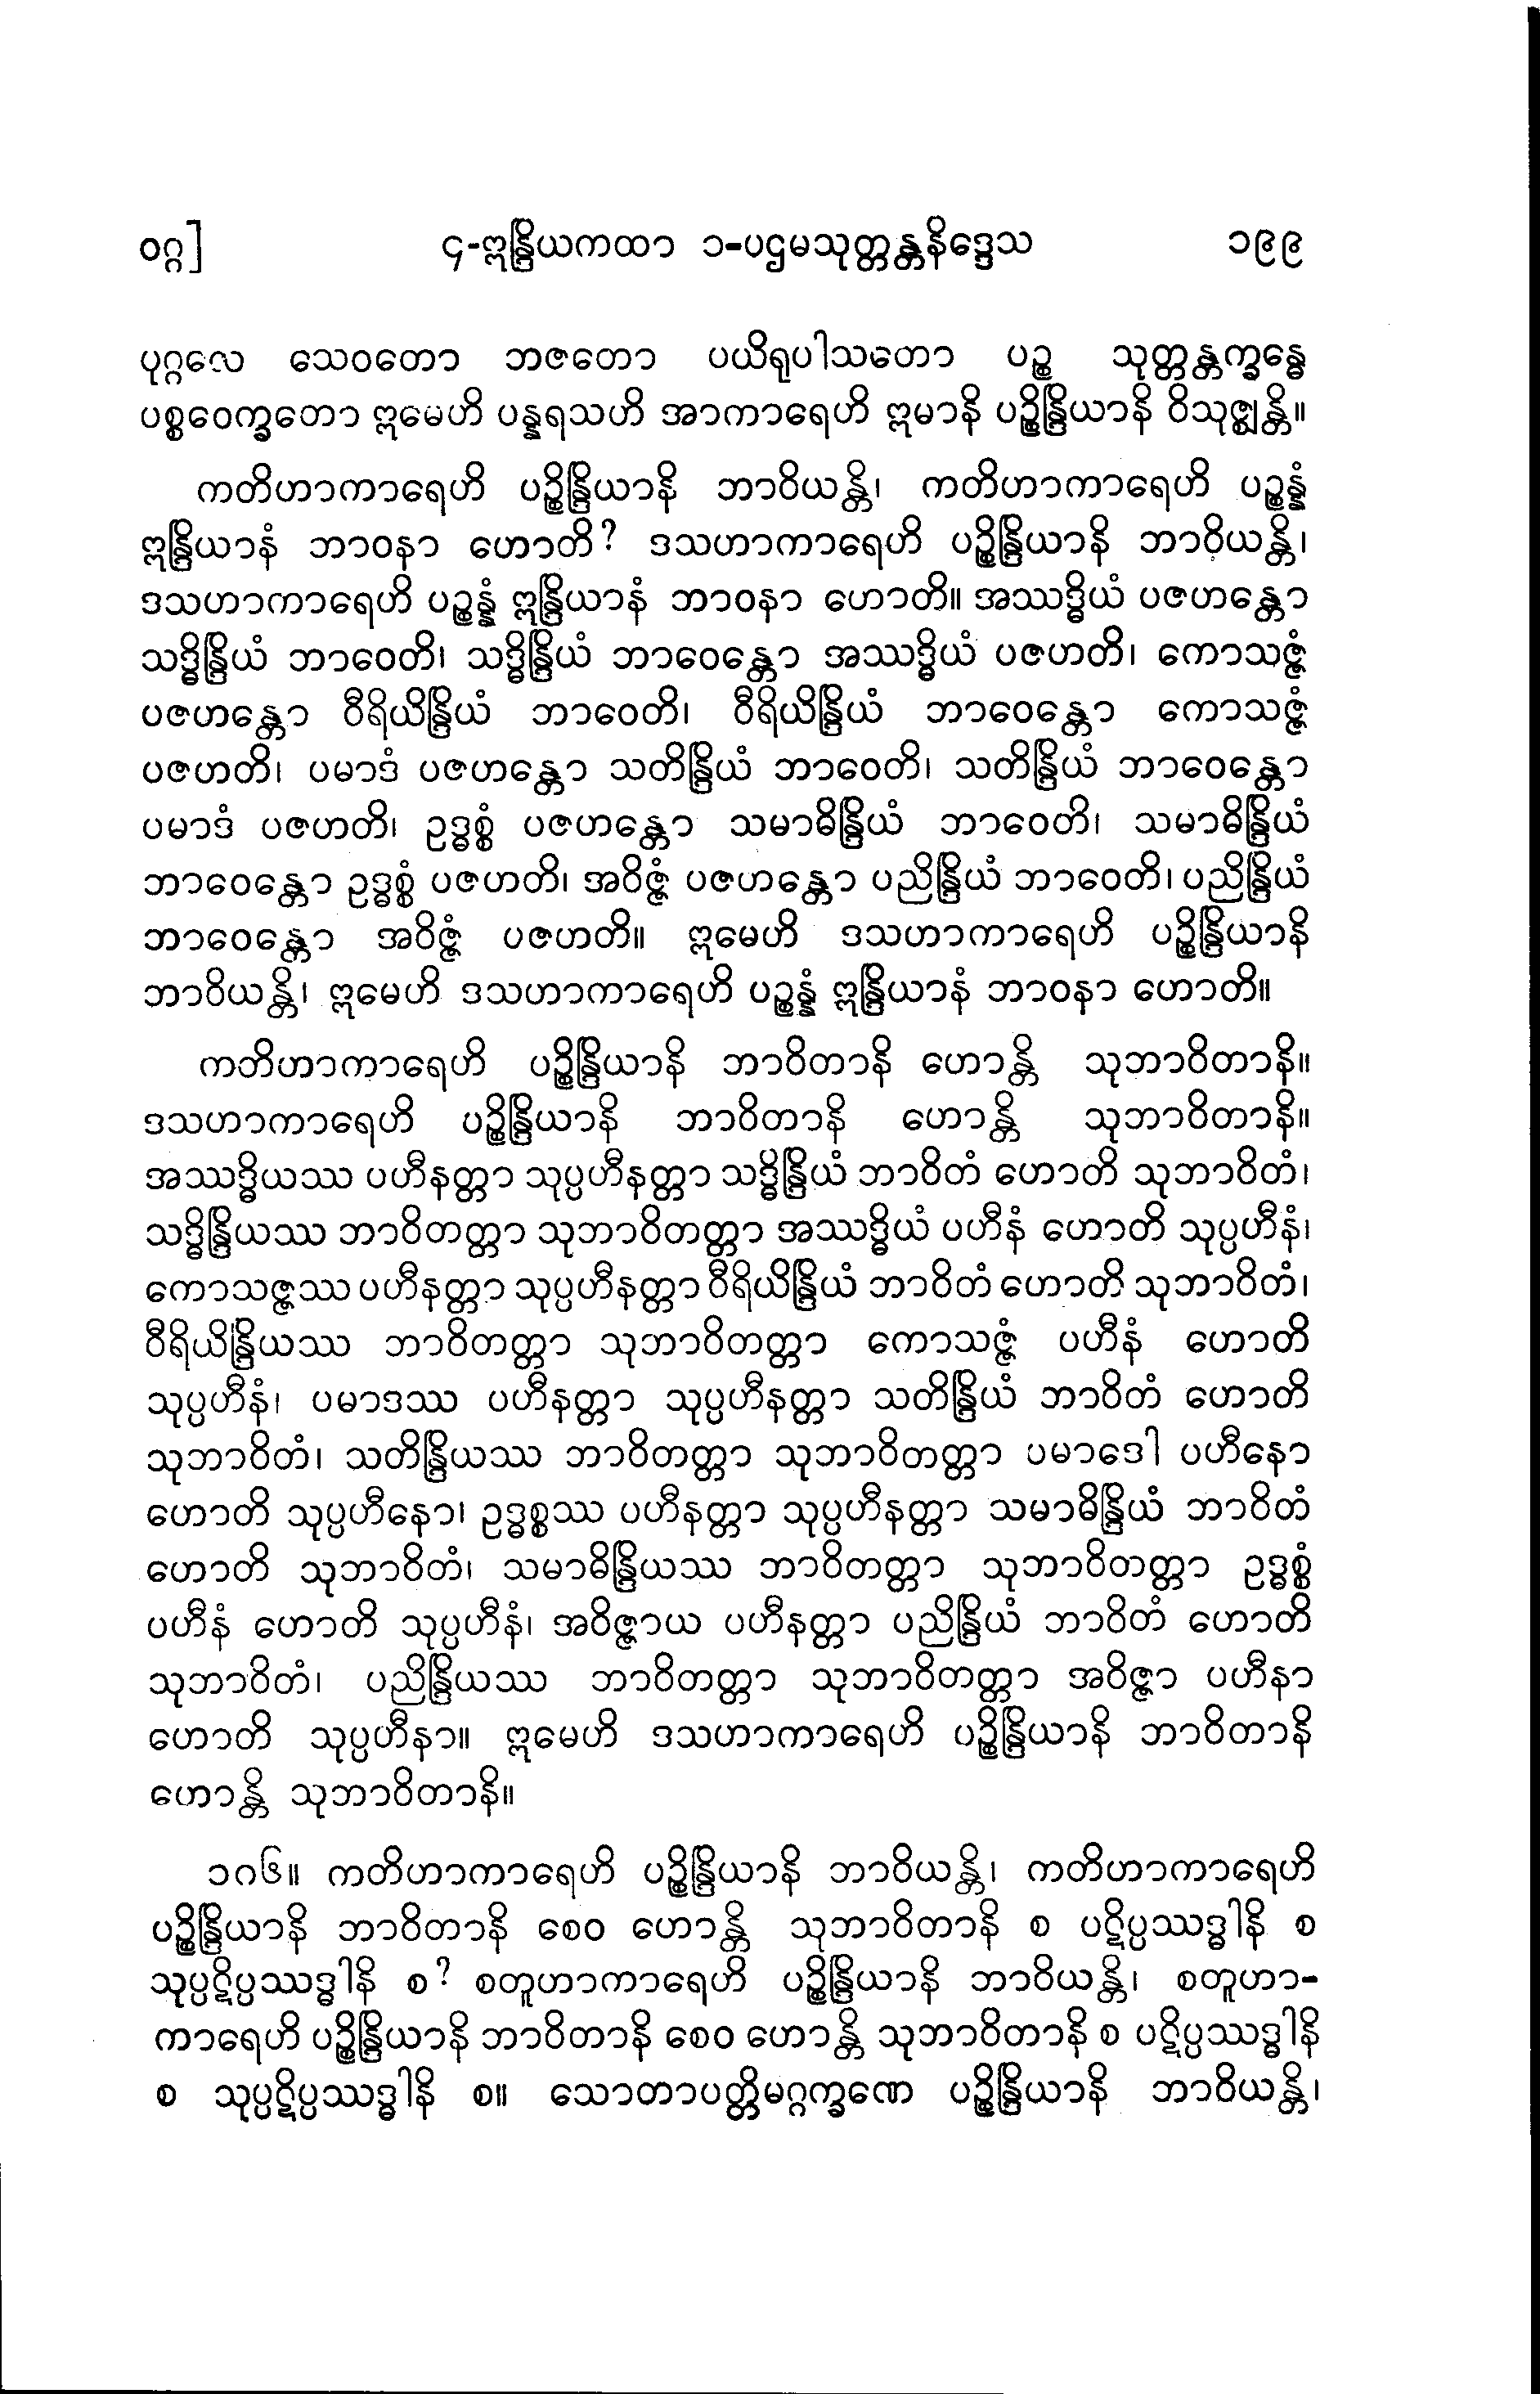 ဝဂ္ဂ] ၄-ဣန္ဒြိယကထာ ၁-ပဌမသုတ္တန္တနိဒ္ဒေသ ၁၉၉
ပုဂ္ဂလေ သေဝတော ဘဇတော ပယိရုပါသတော ပဉ္စ သုတ္တန္တက္ခန္ဓေ
ပစ္စဝေက္ခတော ဣမေဟိ ပန္နရသဟိ အာကာရေဟိ ဣမာနိ ပဉ္စိန္ဒြိယာနိ ဝိသုဇ္ဈန္တိ။
ကတိဟာကာရေဟိ ပဉ္စိန္ဒြိယာနိ ဘာဝိယန္တိ၊ ကတိဟာကာရေဟိ ပဉ္စန္နံ
ဣန္ဒြိယာနံ ဘာဝနာ ဟောတိ? ဒသဟာကာရေဟိ ပဉ္စိန္ဒြိယာနိ ဘာဝိယန္တိ၊
ဒသဟာကာရေဟိ ပဉ္စန္နံ ဣန္ဒြိယာနံ ဘာဝနာ ဟောတိ။ အဿဒ္ဓိယံ ပဇဟန္တော
သဒ္ဓိန္ဒြိယံ ဘာဝေတိ၊ သဒ္ဓိန္ဒြိယံ ဘာဝေန္တော အဿဒ္ဓိယံ ပဇဟတိ၊ ကောသဇ္ဇံ
ပဇဟန္တော ဝီရိယိန္ဒြိယံ ဘာဝေတိ၊ ဝီရိယိန္ဒြိယံ ဘာဝေန္တော ကောသဇ္ဇံ
ပဇဟတိ၊ ပမာဒံ ပဇဟန္တော သတိန္ဒြိယံ ဘာဝေတိ၊ သတိန္ဒြိယံ ဘာဝေန္တော
ပမာဒံ ပဇဟတိ၊ ဥဒ္ဓစ္စံ ပဇဟန္တော သမာဓိန္ဒြိယံ ဘာဝေတိ၊ သမာဓိန္ဒြိယံ
ဘာဝေန္တော ဥဒ္ဓစ္စံ ပဇဟတိ၊ အဝိဇ္ဇံ ပဇဟန္တော ပညိန္ဒြိယံ ဘာဝေတိ၊ ပညိန္ဒြိယံ
ဘာဝေန္တော အဝိဇ္ဇံ ပဇဟတိ။ ဣမေဟိ ဒသဟာကာရေဟိ ပဉ္စိန္ဒြိယာနိ
ဘာဝိယန္တိ၊ ဣမေဟိ ဒသဟာကာရေဟိ ပဉ္စန္နံ ဣန္ဒြိယာနံ ဘာဝနာ ဟောတိ။
ကတိဟာကာရေဟိ ပဉ္စိန္ဒြိယာနိ ဘာဝိတာနိ ဟောန္တိ သုဘာဝိတာနိ။
ဒသဟာကာရေဟိ ပဉ္စိန္ဒြိယာနိ ဘာဝိတာနိ ဟောန္တိ သုဘာဝိတာနိ။
အဿဒ္ဓိယဿ ပဟီနတ္တာ သုပ္ပဟီနတ္တာ သဒ္ဓိန္ဒြိယံ ဘာဝိတံ ဟောတိ သုဘာဝိတံ၊
သဒ္ဓိန္ဒြိယဿ ဘာဝိတတ္တာ သုဘာဝိတတ္တာ အဿဒ္ဓိယံ ပဟီနံ ဟောတိ သုပ္ပဟီနံ၊
ကောသဇ္ဇဿ ပဟီနတ္တာ သုပ္ပဟီနတ္တာ ဝီရိယိန္ဒြိယံ ဘာဝိတံ ဟောတိ သုဘာဝိတံ၊
ဝီရိယိန္ဒြိယဿ ဘာဝိတတ္တာ သုဘာဝိတတ္တာ ကောသဇ္ဇံ ပဟီနံ ဟောတိ
သုပ္ပဟီနံ၊ ပမာဒဿ ပဟီနတ္တာ သုပ္ပဟီနတ္တာ သတိန္ဒြိယံ ဘာဝိတံ ဟောတိ
သုဘာဝိတံ၊ သတိန္ဒြိယဿ ဘာဝိတတ္တာ သုဘာဝိတတ္တာ ပမာဒေါ ပဟီနော
ဟောတိ သုပ္ပဟီနော၊ ဥဒ္ဓစ္စဿ ပဟီနတ္တာ သုပ္ပဟီနတ္တာ သမာဓိန္ဒြိယံ ဘာဝိတံ
ဟောတိ သုဘာဝိတံ၊ သမာဓိန္ဒြိယဿ ဘာဝိတတ္တာ သုဘာဝိတတ္တာ ဥဒ္ဓစ္စံ
ပဟီနံ ဟောတိ သုပ္ပဟီနံ၊ အဝိဇ္ဇာယ ပဟီနတ္တာ ပညိန္ဒြိယံ ဘာဝိတံ ဟောတိ
သုဘာဝိတံ၊ ပညိန္ဒြိယဿ ဘာဝိတတ္တာ သုဘာဝိတတ္တာ အဝိဇ္ဇာ ပဟီနာ
ဟောတိ သုပ္ပဟီနာ။ ဣမေဟိ ဒသဟာကာရေဟိ ပဉ္စိန္ဒြိယာနိ ဘာဝိတာနိ
ဟောန္တိ သုဘာဝိတာနိ။
၁၈၆။ ကတိဟာကာရေဟိ ပဉ္စိန္ဒြိယာနိ ဘာဝိယန္တိ၊ ကတိဟာကာရေဟိ
ပဉ္စိန္ဒြိယာနိ ဘာဝိတာနိ စေဝ ဟောန္တိ သုဘာဝိတာနိ စ ပဋိပ္ပဿဒ္ဓါနိ စ
သုပ္ပဋိပ္ပဿဒ္ဓါနိ စ? စတူဟာကာရေဟိ ပဉ္စိန္ဒြိယာနိ ဘာဝိယန္တိ၊ စတူဟာ-
ကာရေဟိ ပဉ္စိန္ဒြိယာနိ ဘာဝိတာနိ စေဝ ဟောန္တိ သုဘာဝိတာနိ စ ပဋိပ္ပဿဒ္ဓါနိ
စ သုပ္ပဋိပ္ပဿဒ္ဓါနိ စ။ သောတာပတ္တိမဂ္ဂက္ခဏေ ပဉ္စိန္ဒြိယာနိ ဘာဝိယန္တိ၊